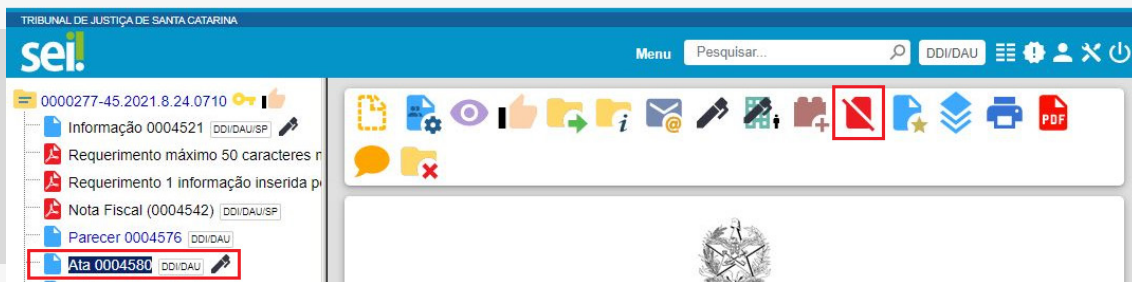 TRIBUNAL DE JUSTIÇA DE SANTA CATARINA
sei!
Menu Pesquisar... DDI/DAU
0000277-45.2021.8.24.0710
Informação 0004521 DDI/DAU/SP
Requerimento máximo 50 caracteres n
Requerimento 1 informação inserida p
Nota Fiscal (0004542) DDI/DAU/SP
Parecer 0004576 DDI/DAU
Ata 0004580 DDI/DAU
PDF